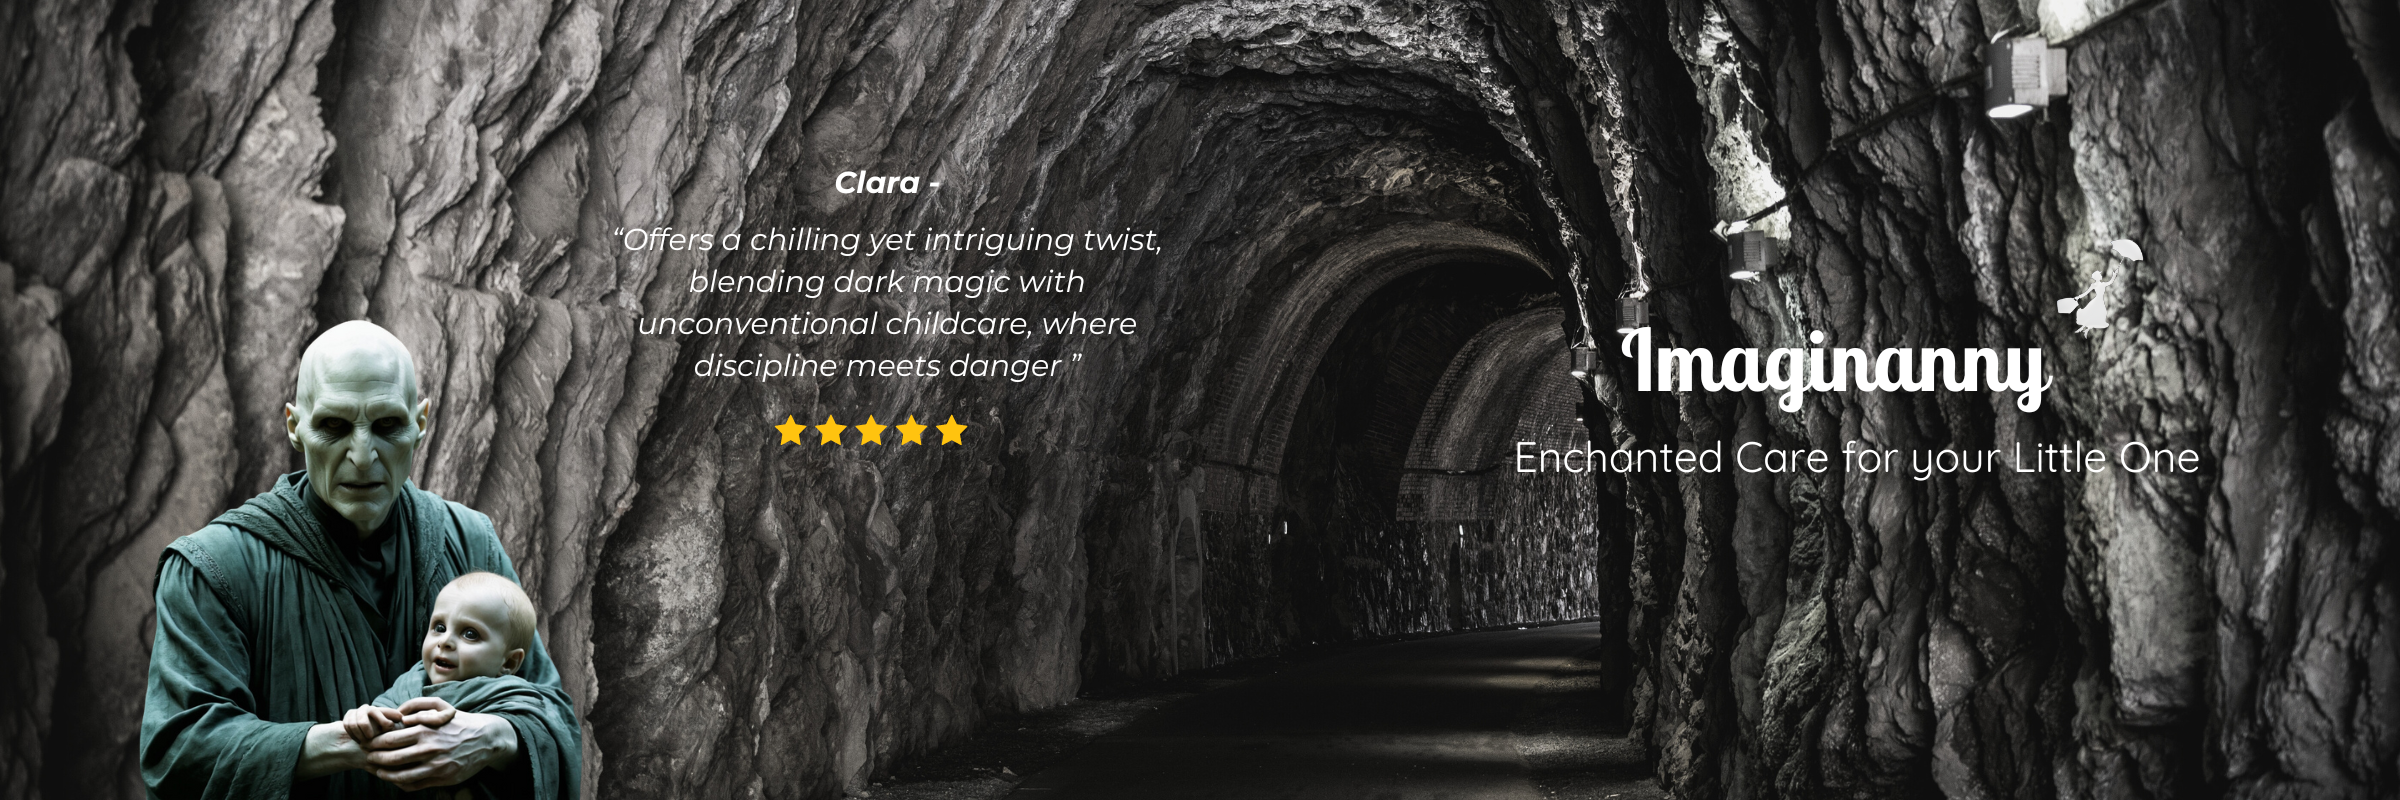 Clara -
“Offers a chilling yet intriguing twist,
blending dark magic with
unconventional childcare, where
discipline meets danger ”
Imaginanny
Enchanted Care for your Little One